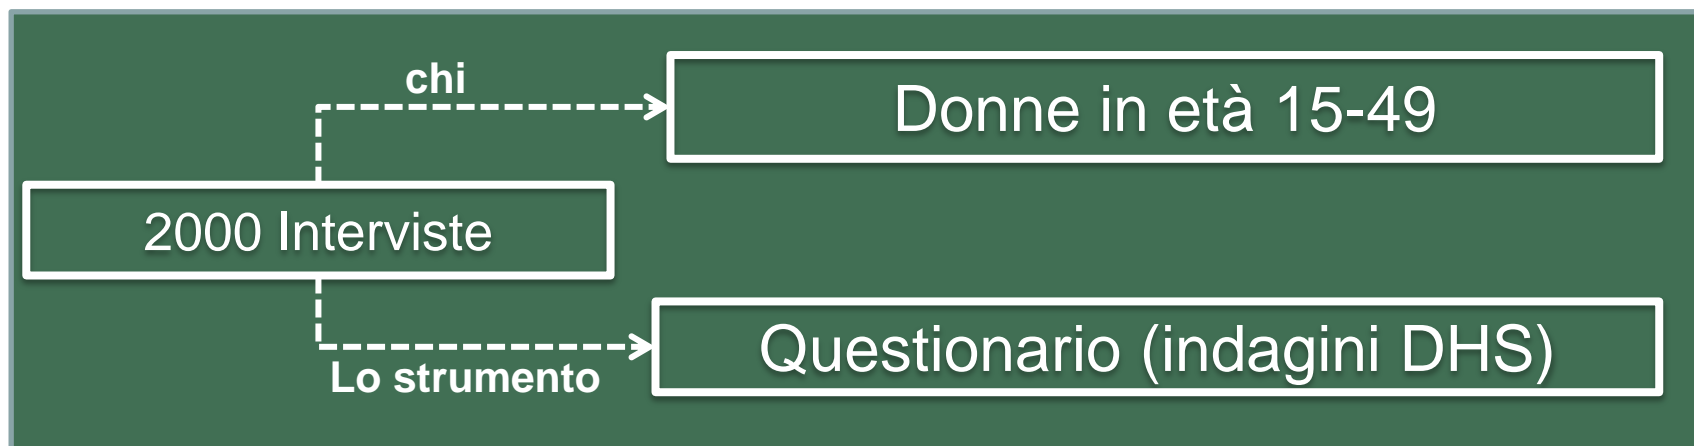 chi
Donne in età 15-49
2000 Interviste
Questionario (indagini DHS)
Lo strumento